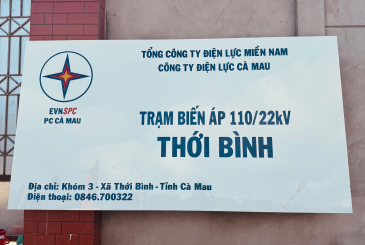 TỔNG CÔNG TY ĐIỆN LỰC MIỀN NAM
CÔNG TY ĐIỆN LỰC CÀ MAU
EVNSPC
PC CÀ MAU
TRẠM BIẾN ÁP 110/22kV
THỚI BÌNH
Địa chỉ: Khóm 3 - Xã Thới Bình - Tỉnh Cà Mau
Điện thoại: 0846.700322